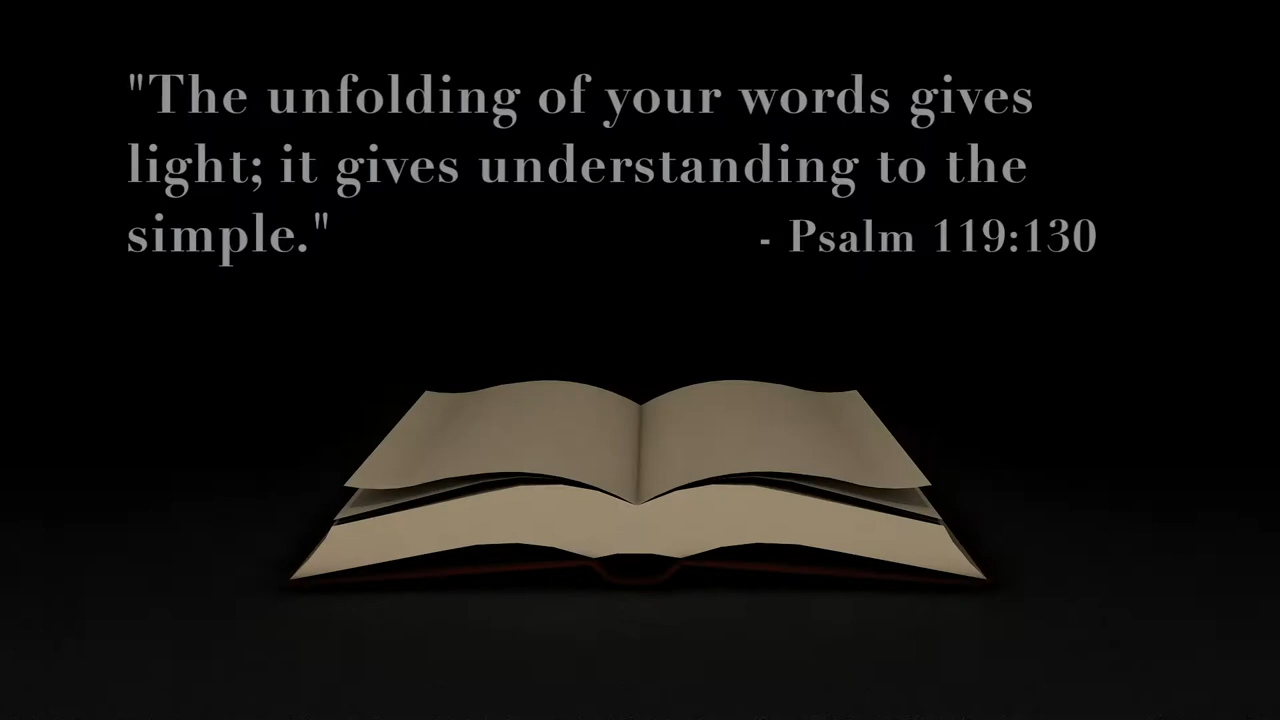 "The unfolding of your words gives
light; it gives understanding to the
simple."
- Psalm 119:130